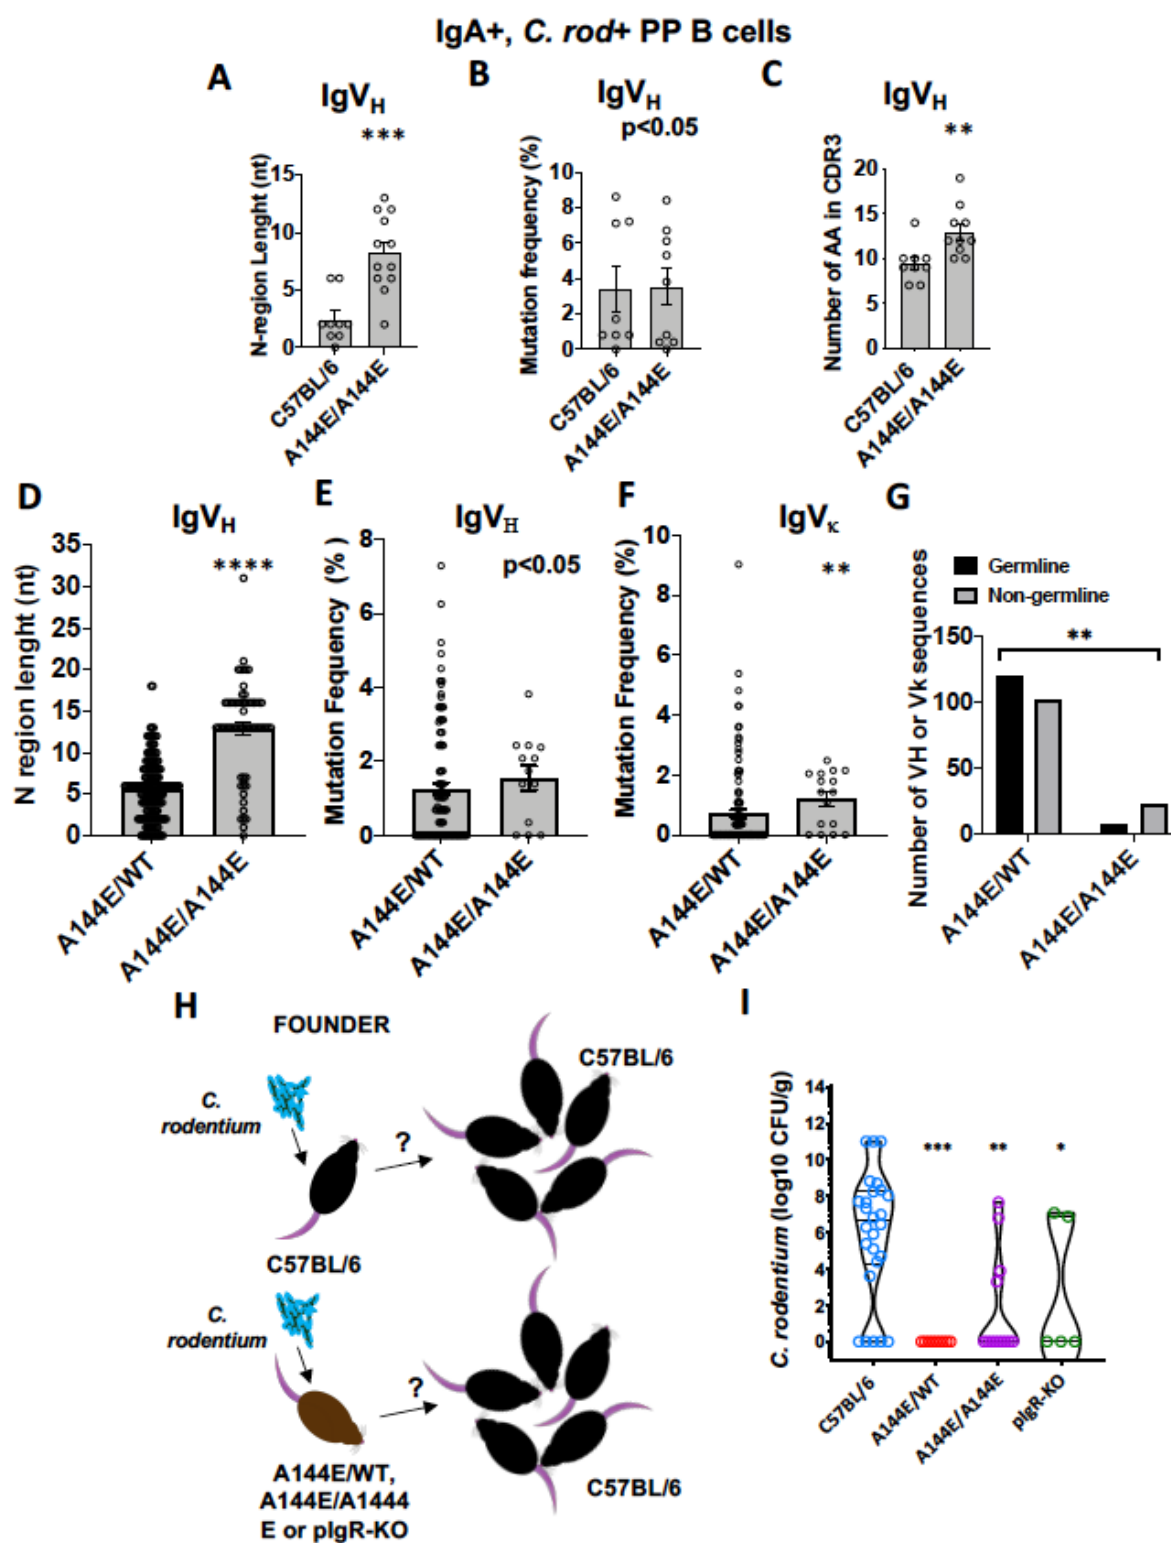 IgA+, C. rod+ PP B cells
A
IgVH
***
N-region Lenght (nt)
15
10
5
0
C57BL/6
A144E/A144E
B
IgVH
p<0.05
Mutation frequency (%)
10
8
6
4
2
0
C57BL/6
A144E/A144E
C
IgVH
**
Number of AA in CDR3
20
15
10
5
0
C57BL/6
A144E/A144E
D
IgVH
****
N region lenght (nt)
35
30
25
20
15
10
5
0
A144E/WT
A144E/A144E
E
IgVH
p<0.05
Mutation Fequency (% )
8
6
4
2
0
A144E/WT
A144E/A144E
F
IgVκ
**
Mutation Frequency (%)
10
8
6
4
2
0
A144E/WT
A144E/A144E
G
Germline
Non-germline
**
Number of VH or Vk sequences
150
100
50
0
A144E/WT
A144E/A144E
H
FOUNDER
C.
rodentium
?
C57BL/6
C57BL/6
C.
rodentium
?
A144E/WT,
A144E/A1444
E or pIgR-KO
C57BL/6
I
C. rodentium (log10 CFU/g)
14
12
10
8
6
4
2
0
***
**
*
C57BL/6
A144E/WT
A144E/A144E
pIgR-KO